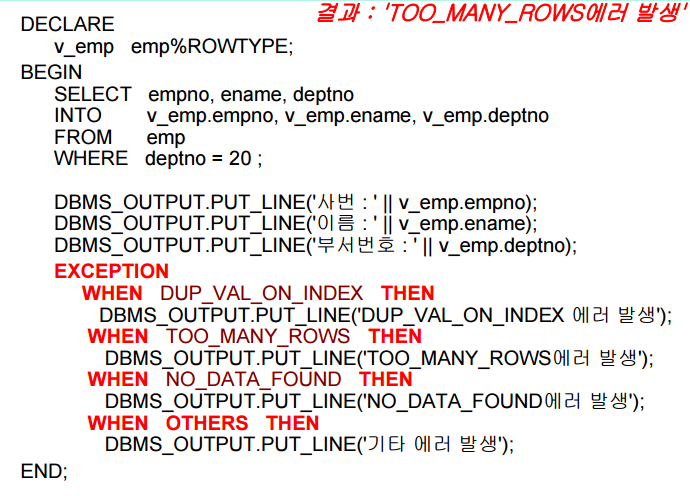 결과 : 'TOO_MANY_ROWS에러 발생'
DECLARE
v_emp emp%ROWTYPE;
BEGIN
SELECT empno, ename, deptno
INTO v_emp.empno, v_emp.ename, v_emp.deptno
FROM emp
WHERE deptno = 20 ;
DBMS_OUTPUT.PUT_LINE('사번 : ' || v_emp.empno);
DBMS_OUTPUT.PUT_LINE('이름 : ' || v_emp.ename);
DBMS_OUTPUT.PUT_LINE('부서번호 : ' || v_emp.deptno);
EXCEPTION
WHEN DUP_VAL_ON_INDEX THEN
DBMS_OUTPUT.PUT_LINE('DUP_VAL_ON_INDEX 에러 발생');
WHEN TOO_MANY_ROWS THEN
DBMS_OUTPUT.PUT_LINE('TOO_MANY_ROWS에러 발생');
WHEN NO_DATA_FOUND THEN
DBMS_OUTPUT.PUT_LINE('NO_DATA_FOUND에러 발생');
WHEN OTHERS THEN
DBMS_OUTPUT.PUT_LINE('기타 에러 발생');
END;